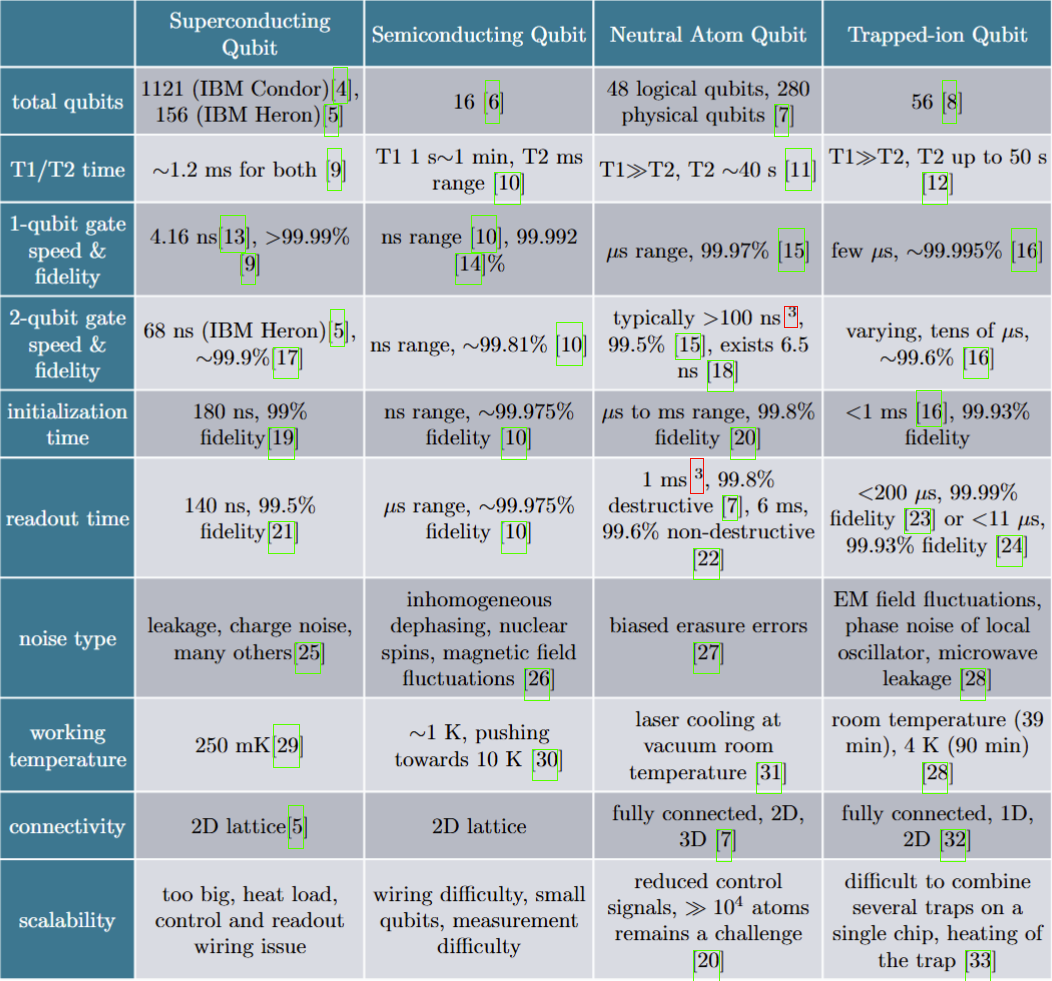 Superconducting
Qubit
Semiconducting Qubit
Neutral Atom Qubit
Trapped-ion Qubit
total qubits
1121 (IBM Condor)[4],
156 (IBM Heron)[5]
16 [6]
48 logical qubits, 280
physical qubits [7]
56 [8]
T1/T2 time
∼1.2 ms for both [9]
T1 1 s∼1 min, T2 ms
range [10]
T1≫T2, T2 ∼40 s [11]
T1≫T2, T2 up to 50 s
[12]
1-qubit gate
speed &
fidelity
4.16 ns[13], >99.99%
[9]
ns range [10], 99.992
[14]%
μs range, 99.97% [15]
few μs, ∼99.995% [16]
2-qubit gate
speed &
fidelity
68 ns (IBM Heron)[5],
∼99.9%[17]
ns range, ∼99.81% [10]
typically >100 ns ³,
99.5% [15], exists 6.5
ns [18]
varying, tens of μs,
∼99.6% [16]
initialization
time
180 ns, 99%
fidelity[19]
ns range, ∼99.975%
fidelity [10]
μs to ms range, 99.8%
fidelity [20]
<1 ms [16], 99.93%
fidelity
readout time
140 ns, 99.5%
fidelity[21]
μs range, ∼99.975%
fidelity [10]
1 ms ³, 99.8%
destructive [7], 6 ms,
99.6% non-destructive
[22]
<200 μs, 99.99%
fidelity [23] or <11 μs,
99.93% fidelity [24]
noise type
leakage, charge noise,
many others[25]
inhomogeneous
dephasing, nuclear
spins, magnetic field
fluctuations [26]
biased erasure errors
[27]
EM field fluctuations,
phase noise of local
oscillator, microwave
leakage [28]
working
temperature
250 mK[29]
∼1 K, pushing
towards 10 K [30]
laser cooling at
vacuum room
temperature [31]
room temperature (39
min), 4 K (90 min)
[28]
connectivity
2D lattice[5]
2D lattice
fully connected, 2D,
3D [7]
fully connected, 1D,
2D [32]
scalability
too big, heat load,
control and readout
wiring issue
wiring difficulty, small
qubits, measurement
difficulty
reduced control
signals, ≫ 10⁴ atoms
remains a challenge
[20]
difficult to combine
several traps on a
single chip, heating of
the trap [33]